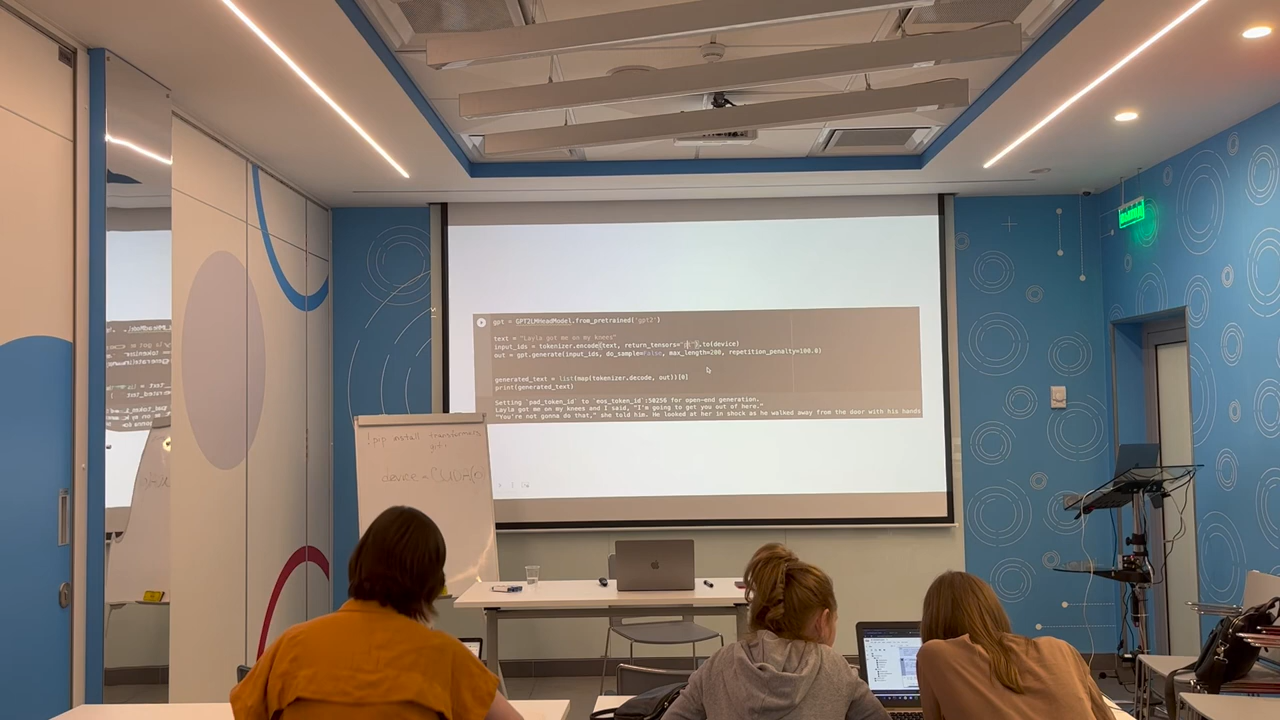 gpt = GPT2LMHeadModel.from_pretrained('gpt2')
text = "Layla got me on my knees"
input_ids = tokenizer.encode(text, return_tensors="pt").to(device)
out = gpt.generate(input_ids, do_sample=False, max_length=200, repetition_penalty=100.0)
generated_text = list(map(tokenizer.decode, out))[0]
print(generated_text)
Setting `pad_token_id` to `eos_token_id`:50256 for open-end generation.
Layla got me on my knees and I said, "I'm going to get you out of here."
"You're not gonna do that," she told him. He looked at her in shock as he walked away from the door with his hands
!pip install transformers
device =